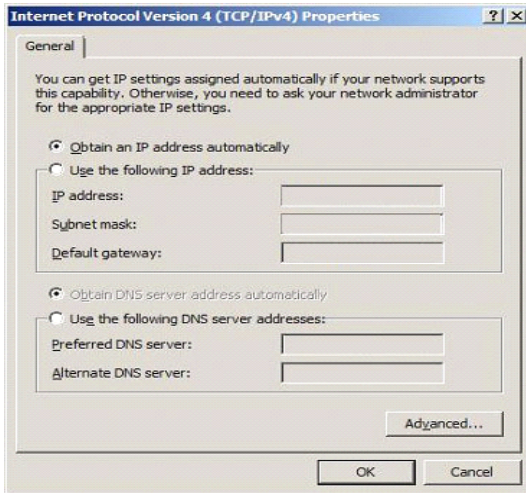 Internet Protocol Version 4 (TCP/IPv4) Properties
General
You can get IP settings assigned automatically if your network supports
this capability. Otherwise, you need to ask your network administrator
for the appropriate IP settings.
Obtain an IP address automatically
Use the following IP address:
IP address:
Subnet mask:
Default gateway:
Obtain DNS server address automatically
Use the following DNS server addresses:
Preferred DNS server:
Alternate DNS server:
Advanced...
OK Cancel